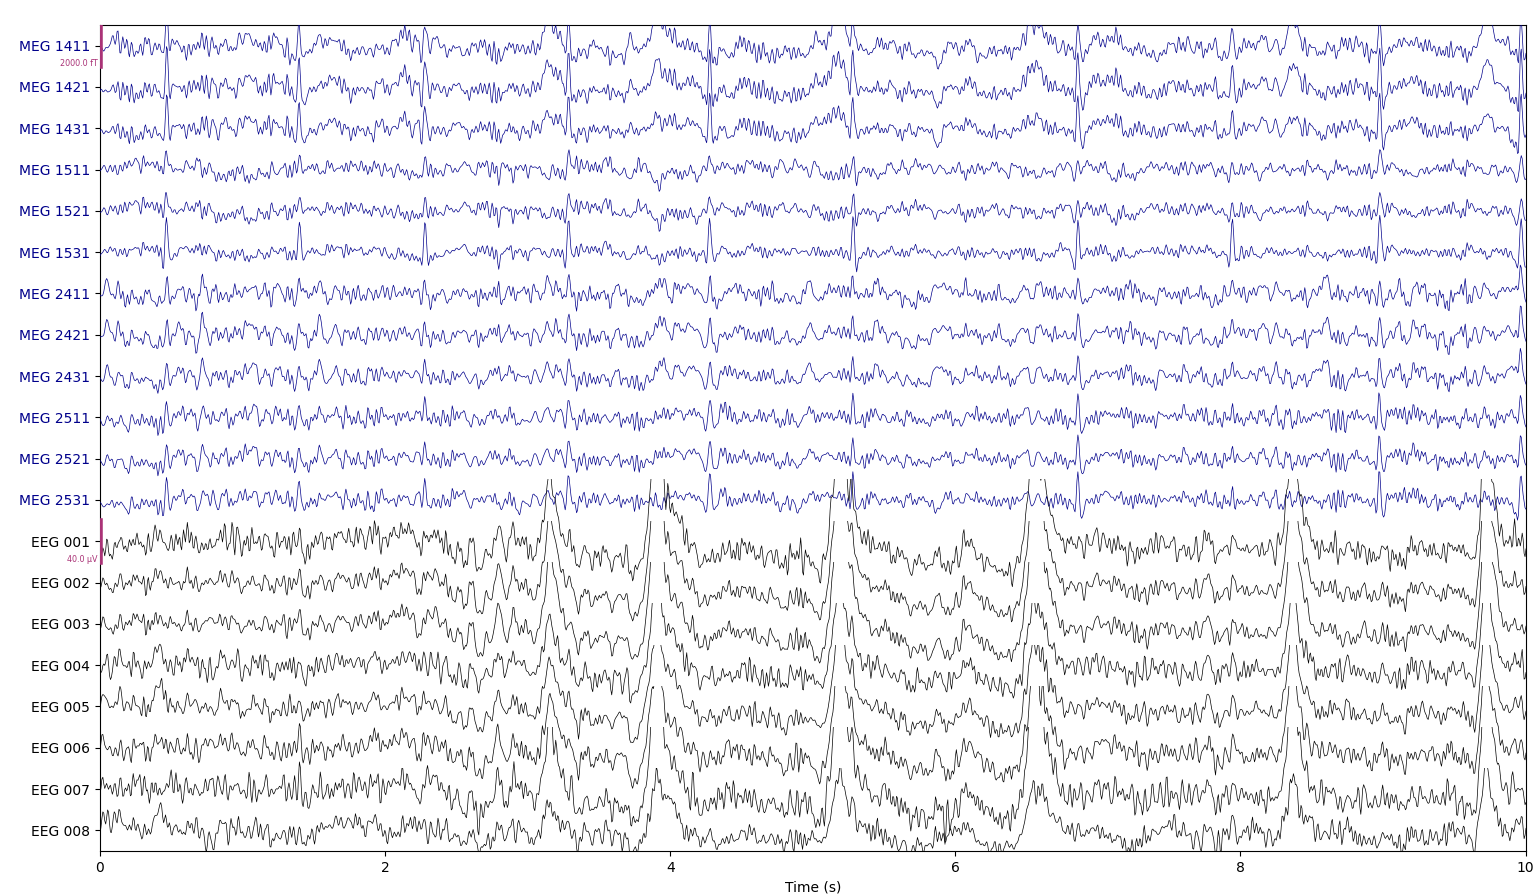 MEG 1411
2000.0 fT
MEG 1421
MEG 1431
MEG 1511
MEG 1521
MEG 1531
MEG 2411
MEG 2421
MEG 2431
MEG 2511
MEG 2521
MEG 2531
EEG 001
40.0 µV
EEG 002
EEG 003
EEG 004
EEG 005
EEG 006
EEG 007
EEG 008
0 2 4 6 8 10
Time (s)